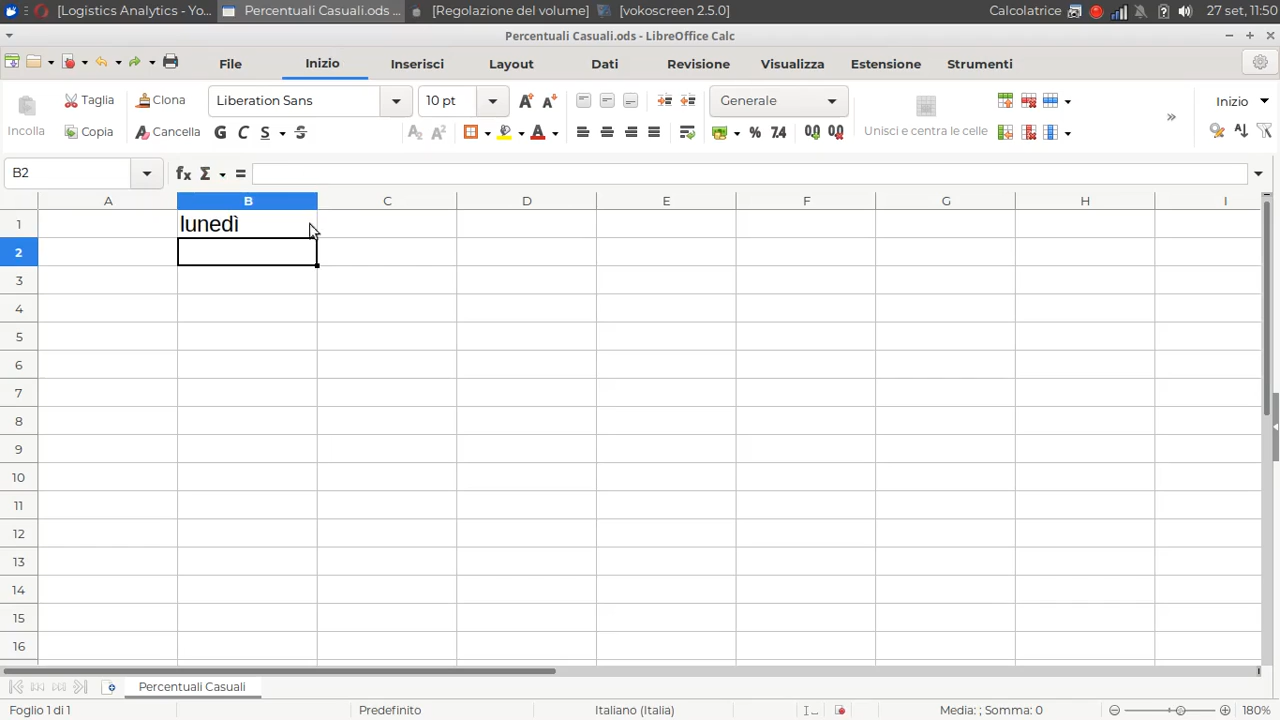 [Logistics Analytics - Yo... Percentuali Casuali.ods ... [Regolazione del volume] [vokoscreen 2.5.0] Calcolatrice 27 set, 11:50
Percentuali Casuali.ods - LibreOffice Calc
File Inizio Inserisci Layout Dati Revisione Visualizza Estensione Strumenti
Taglia Clona Liberation Sans 10 pt Generale Inizio
Incolla Copia Cancella G C S Unisci e centra le celle
B2
A B C D E F G H I
1 lunedì
2
3
4
5
6
7
8
9
10
11
12
13
14
15
16
Percentuali Casuali
Foglio 1 di 1 Predefinito Italiano (Italia) Media: ; Somma: 0 180%